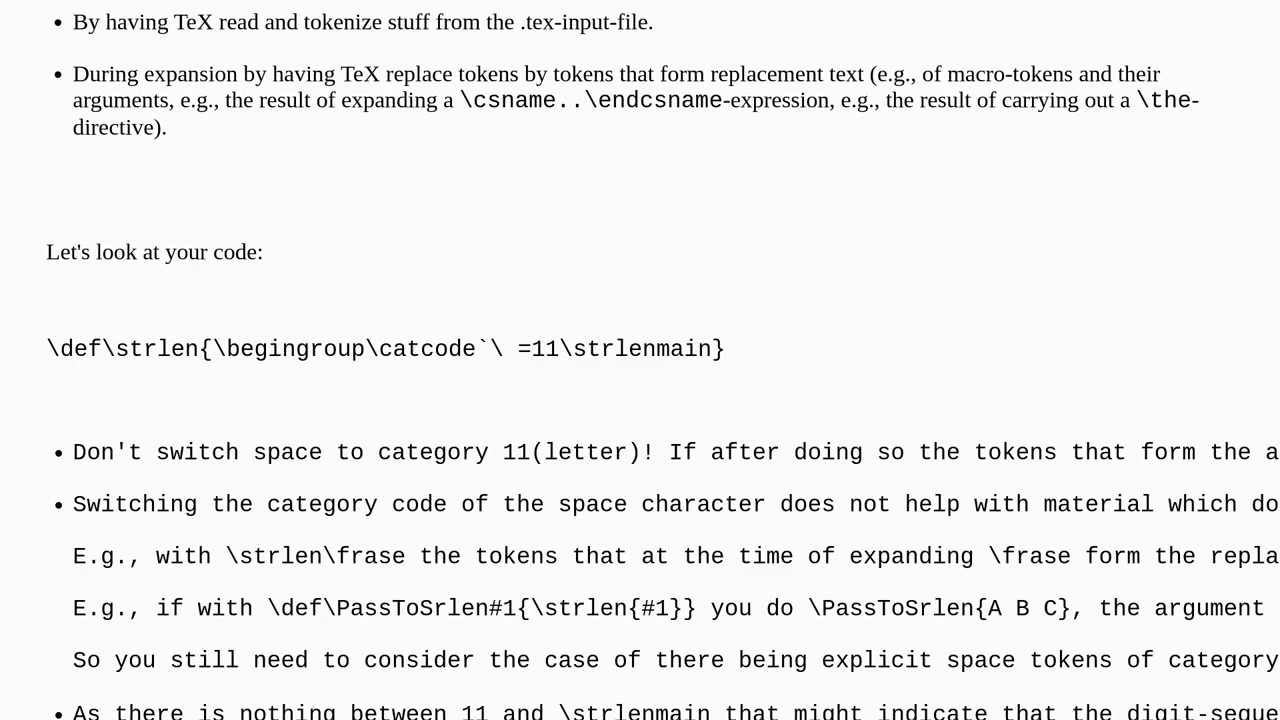 • By having TeX read and tokenize stuff from the .tex-input-file.
• During expansion by having TeX replace tokens by tokens that form replacement text (e.g., of macro-tokens and their
arguments, e.g., the result of expanding a \csname..\endcsname-expression, e.g., the result of carrying out a \the-
directive).
Let's look at your code:
\def\strlen{\begingroup\catcode`\ =11\strlenmain}
• Don't switch space to category 11(letter)! If after doing so the tokens that form the a
• Switching the category code of the space character does not help with material which do
E.g., with \strlen\frase the tokens that at the time of expanding \frase form the repla
E.g., if with \def\PassToSrlen#1{\strlen{#1}} you do \PassToSrlen{A B C}, the argument
So you still need to consider the case of there being explicit space tokens of category
• As there is nothing between 11 and \strlenmain that might indicate that the digit-seque